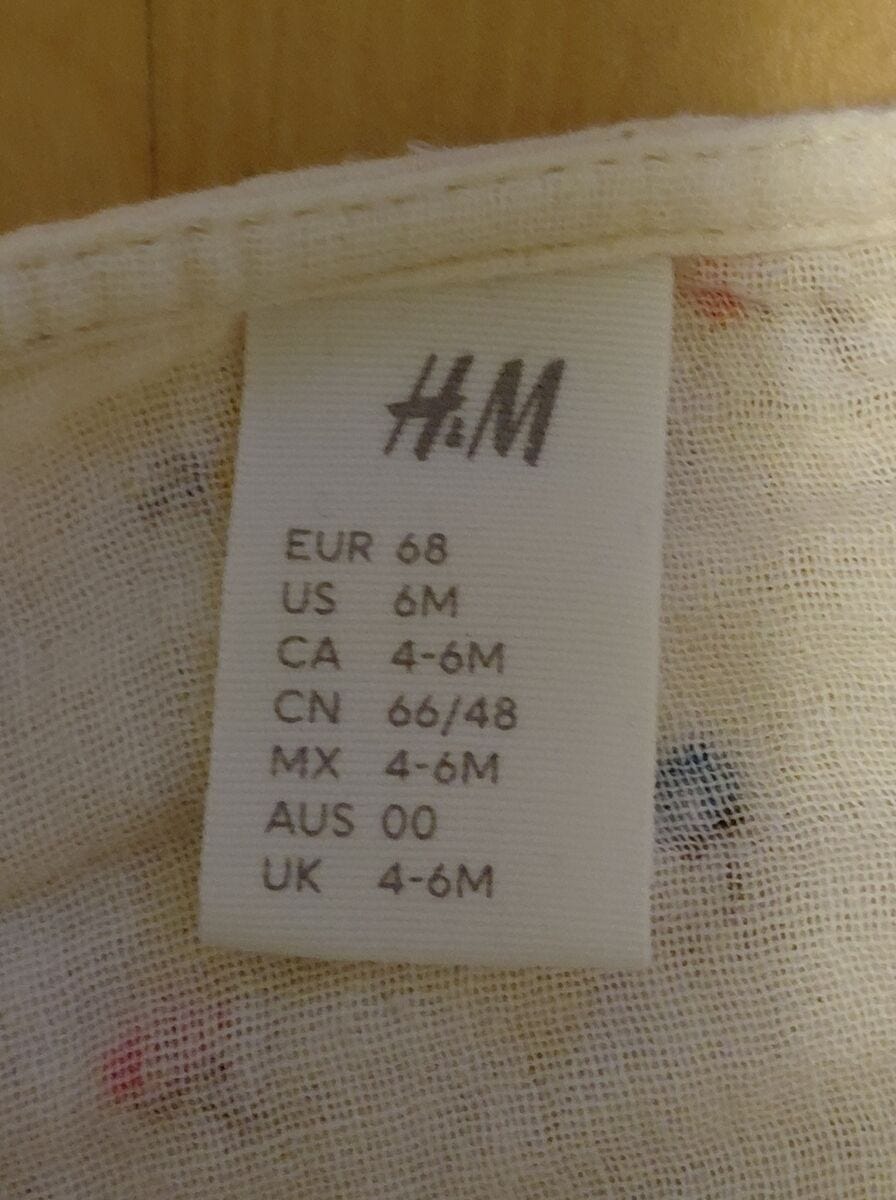 H&M
EUR 68
US 6M
CA 4-6M
CN 66/48
MX 4-6M
AUS 00
UK 4-6M